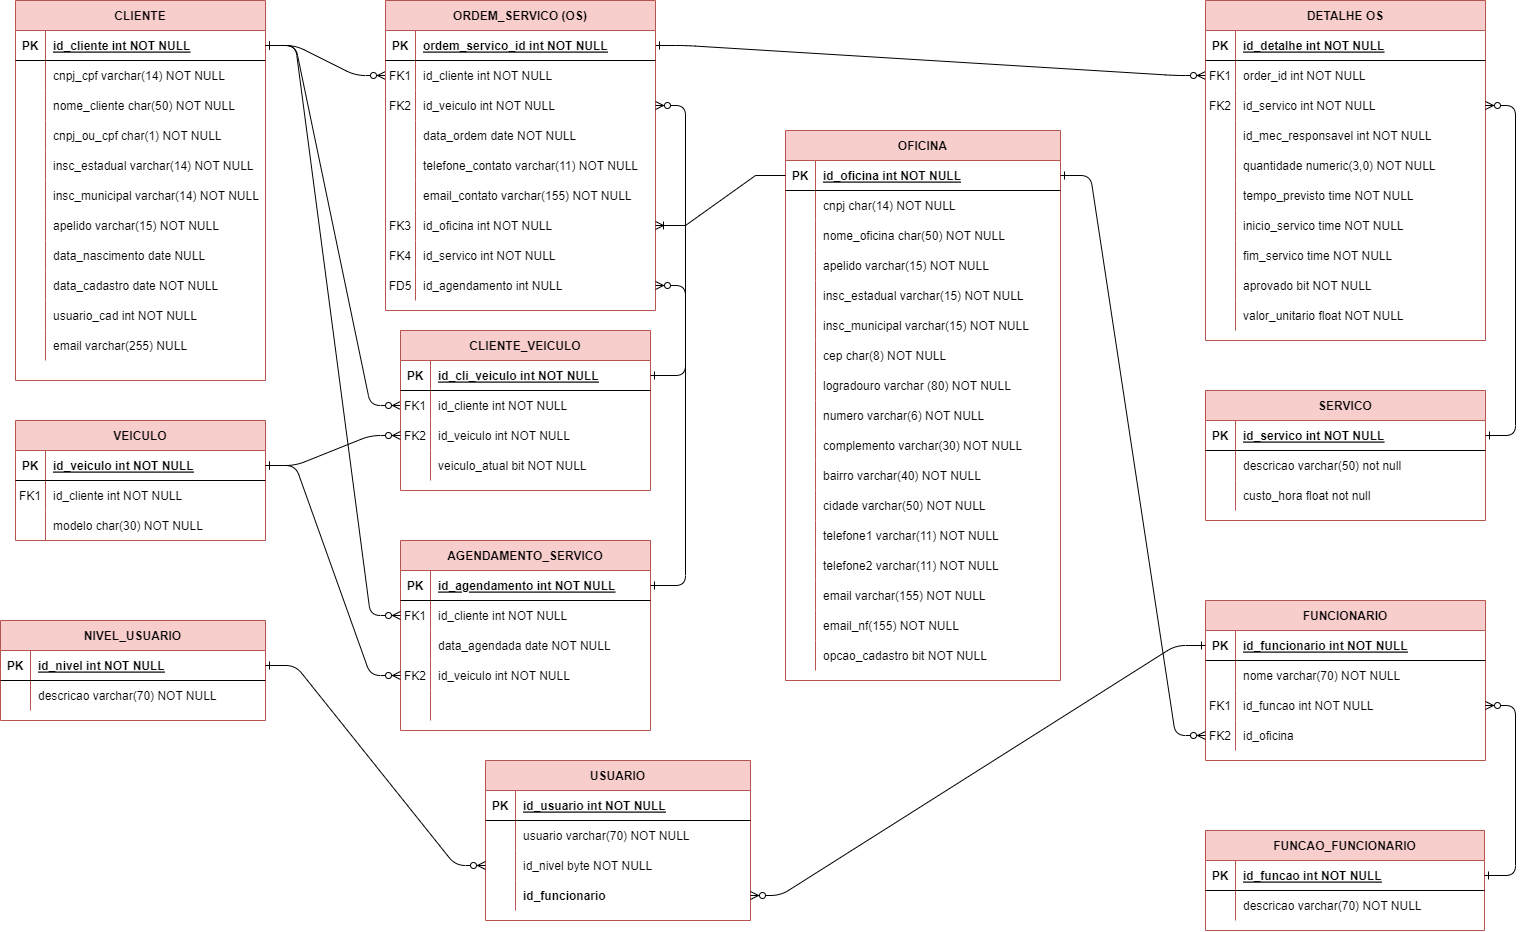 CLIENTE
PK id_cliente int NOT NULL
cnpj_cpf varchar(14) NOT NULL
nome_cliente char(50) NOT NULL
cnpj_ou_cpf char(1) NOT NULL
insc_estadual varchar(14) NOT NULL
insc_municipal varchar(14) NOT NULL
apelido varchar(15) NOT NULL
data_nascimento date NULL
data_cadastro date NOT NULL
usuario_cad int NOT NULL
email varchar(255) NULL
VEICULO
PK id_veiculo int NOT NULL
FK1 id_cliente int NOT NULL
modelo char(30) NOT NULL
NIVEL_USUARIO
PK id_nivel int NOT NULL
descricao varchar(70) NOT NULL
ORDEM_SERVICO (OS)
PK ordem_servico_id int NOT NULL
FK1 id_cliente int NOT NULL
FK2 id_veiculo int NOT NULL
data_ordem date NOT NULL
telefone_contato varchar(11) NOT NULL
email_contato varchar(155) NOT NULL
FK3 id_oficina int NOT NULL
FK4 id_servico int NOT NULL
FD5 id_agendamento int NULL
CLIENTE_VEICULO
PK id_cli_veiculo int NOT NULL
FK1 id_cliente int NOT NULL
FK2 id_veiculo int NOT NULL
veiculo_atual bit NOT NULL
AGENDAMENTO_SERVICO
PK id_agendamento int NOT NULL
FK1 id_cliente int NOT NULL
data_agendada date NOT NULL
FK2 id_veiculo int NOT NULL
USUARIO
PK id_usuario int NOT NULL
usuario varchar(70) NOT NULL
id_nivel byte NOT NULL
id_funcionario
OFICINA
PK id_oficina int NOT NULL
cnpj char(14) NOT NULL
nome_oficina char(50) NOT NULL
apelido varchar(15) NOT NULL
insc_estadual varchar(15) NOT NULL
insc_municipal varchar(15) NOT NULL
cep char(8) NOT NULL
logradouro varchar (80) NOT NULL
numero varchar(6) NOT NULL
complemento varchar(30) NOT NULL
bairro varchar(40) NOT NULL
cidade varchar(50) NOT NULL
telefone1 varchar(11) NOT NULL
telefone2 varchar(11) NOT NULL
email varchar(155) NOT NULL
email_nf(155) NOT NULL
opcao_cadastro bit NOT NULL
DETALHE OS
PK id_detalhe int NOT NULL
FK1 order_id int NOT NULL
FK2 id_servico int NOT NULL
id_mec_responsavel int NOT NULL
quantidade numeric(3,0) NOT NULL
tempo_previsto time NOT NULL
inicio_servico time NOT NULL
fim_servico time NOT NULL
aprovado bit NOT NULL
valor_unitario float NOT NULL
SERVICO
PK id_servico int NOT NULL
descricao varchar(50) not null
custo_hora float not null
FUNCIONARIO
PK id_funcionario int NOT NULL
nome varchar(70) NOT NULL
FK1 id_funcao int NOT NULL
FK2 id_oficina
FUNCAO_FUNCIONARIO
PK id_funcao int NOT NULL
descricao varchar(70) NOT NULL